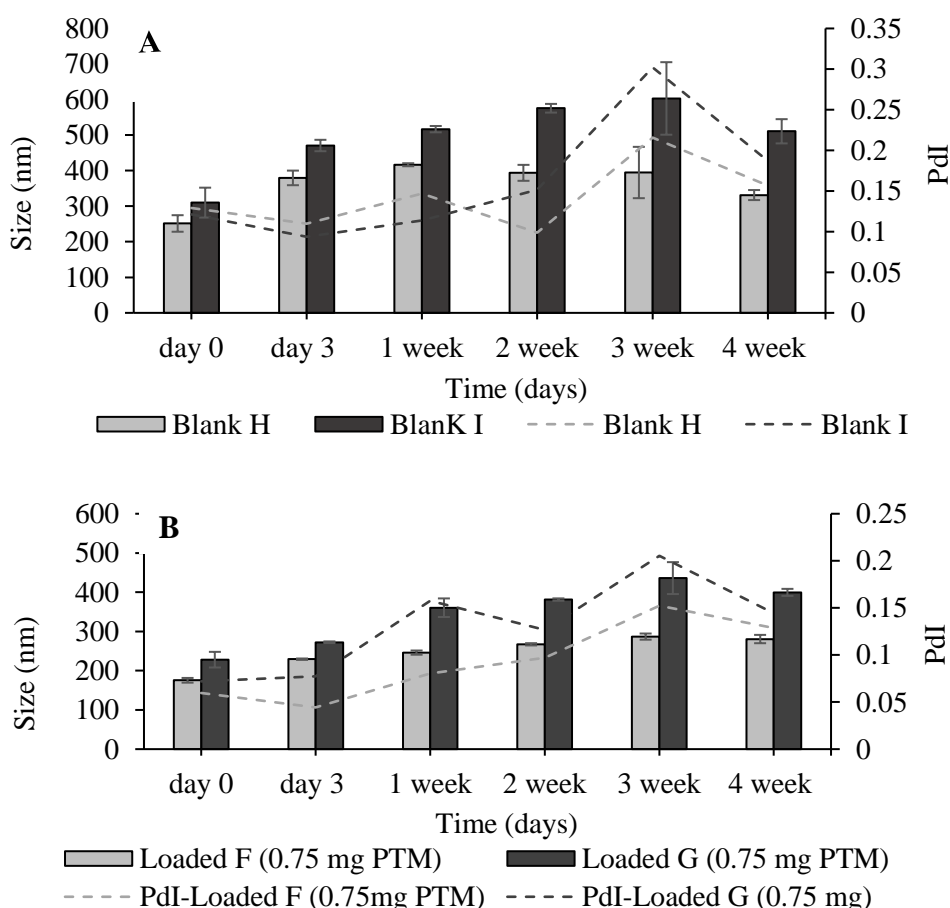 A
800
700
600
500
400
300
200
100
0
Size (nm)
0.35
0.3
0.25
0.2
0.15
0.1
0.05
0
PdI
day 0 day 3 1 week 2 week 3 week 4 week
Time (days)
Blank H BlanK I Blank H Blank I
B
600
500
400
300
200
100
0
Size (nm)
0.25
0.2
0.15
0.1
0.05
0
PdI
day 0 day 3 1 week 2 week 3 week 4 week
Time (days)
Loaded F (0.75 mg PTM) Loaded G (0.75 mg PTM)
PdI-Loaded F (0.75mg PTM) PdI-Loaded G (0.75 mg)